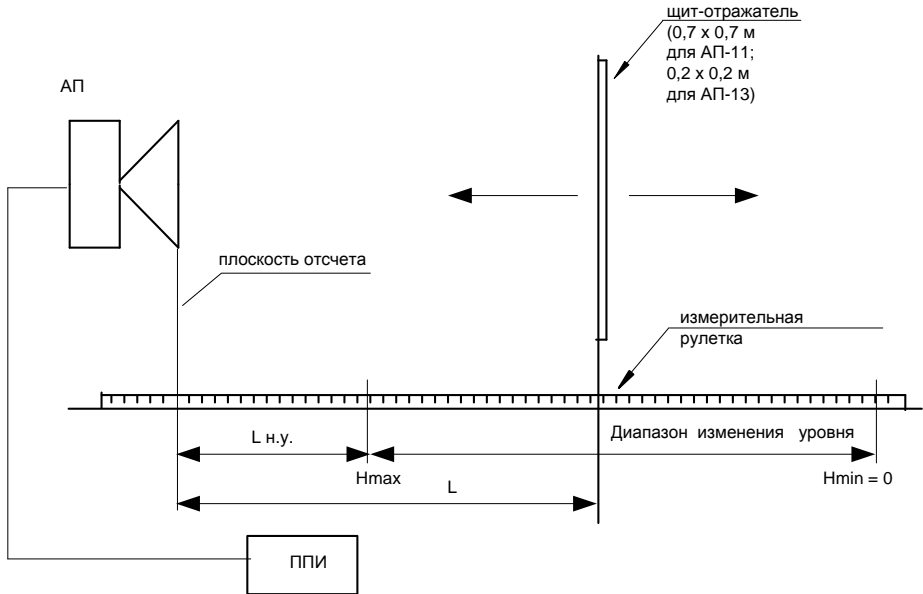 щит-отражатель
(0,7 х 0,7 м
для АП-11;
0,2 х 0,2 м
для АП-13)
АП
плоскость отсчета
измерительная
рулетка
L н.у.
Диапазон изменения уровня
Hmax
Hmin = 0
L
ППИ